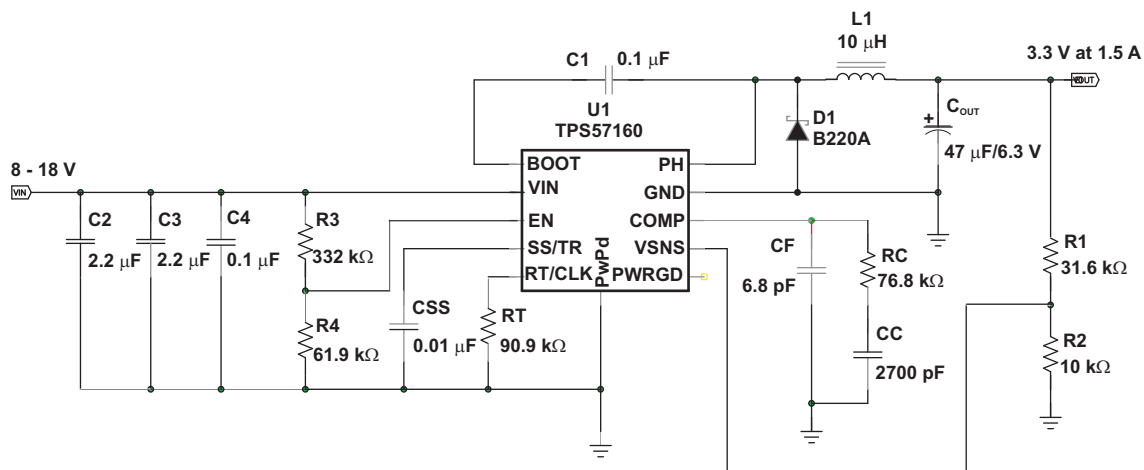 L1
10 μH
3.3 V at 1.5 A
C1
0.1 μF
U1
TPS57160
D1
B220A
C_OUT
+
47 μF/6.3 V
8 - 18 V
VIN
BOOT
VIN
EN
SS/TR
RT/CLK
PwPd
PH
GND
COMP
VSNS
PWRGD
C2
2.2 μF
C3
2.2 μF
C4
0.1 μF
R3
332 kΩ
R4
61.9 kΩ
CSS
0.01 μF
RT
90.9 kΩ
CF
6.8 pF
RC
76.8 kΩ
CC
2700 pF
R1
31.6 kΩ
R2
10 kΩ